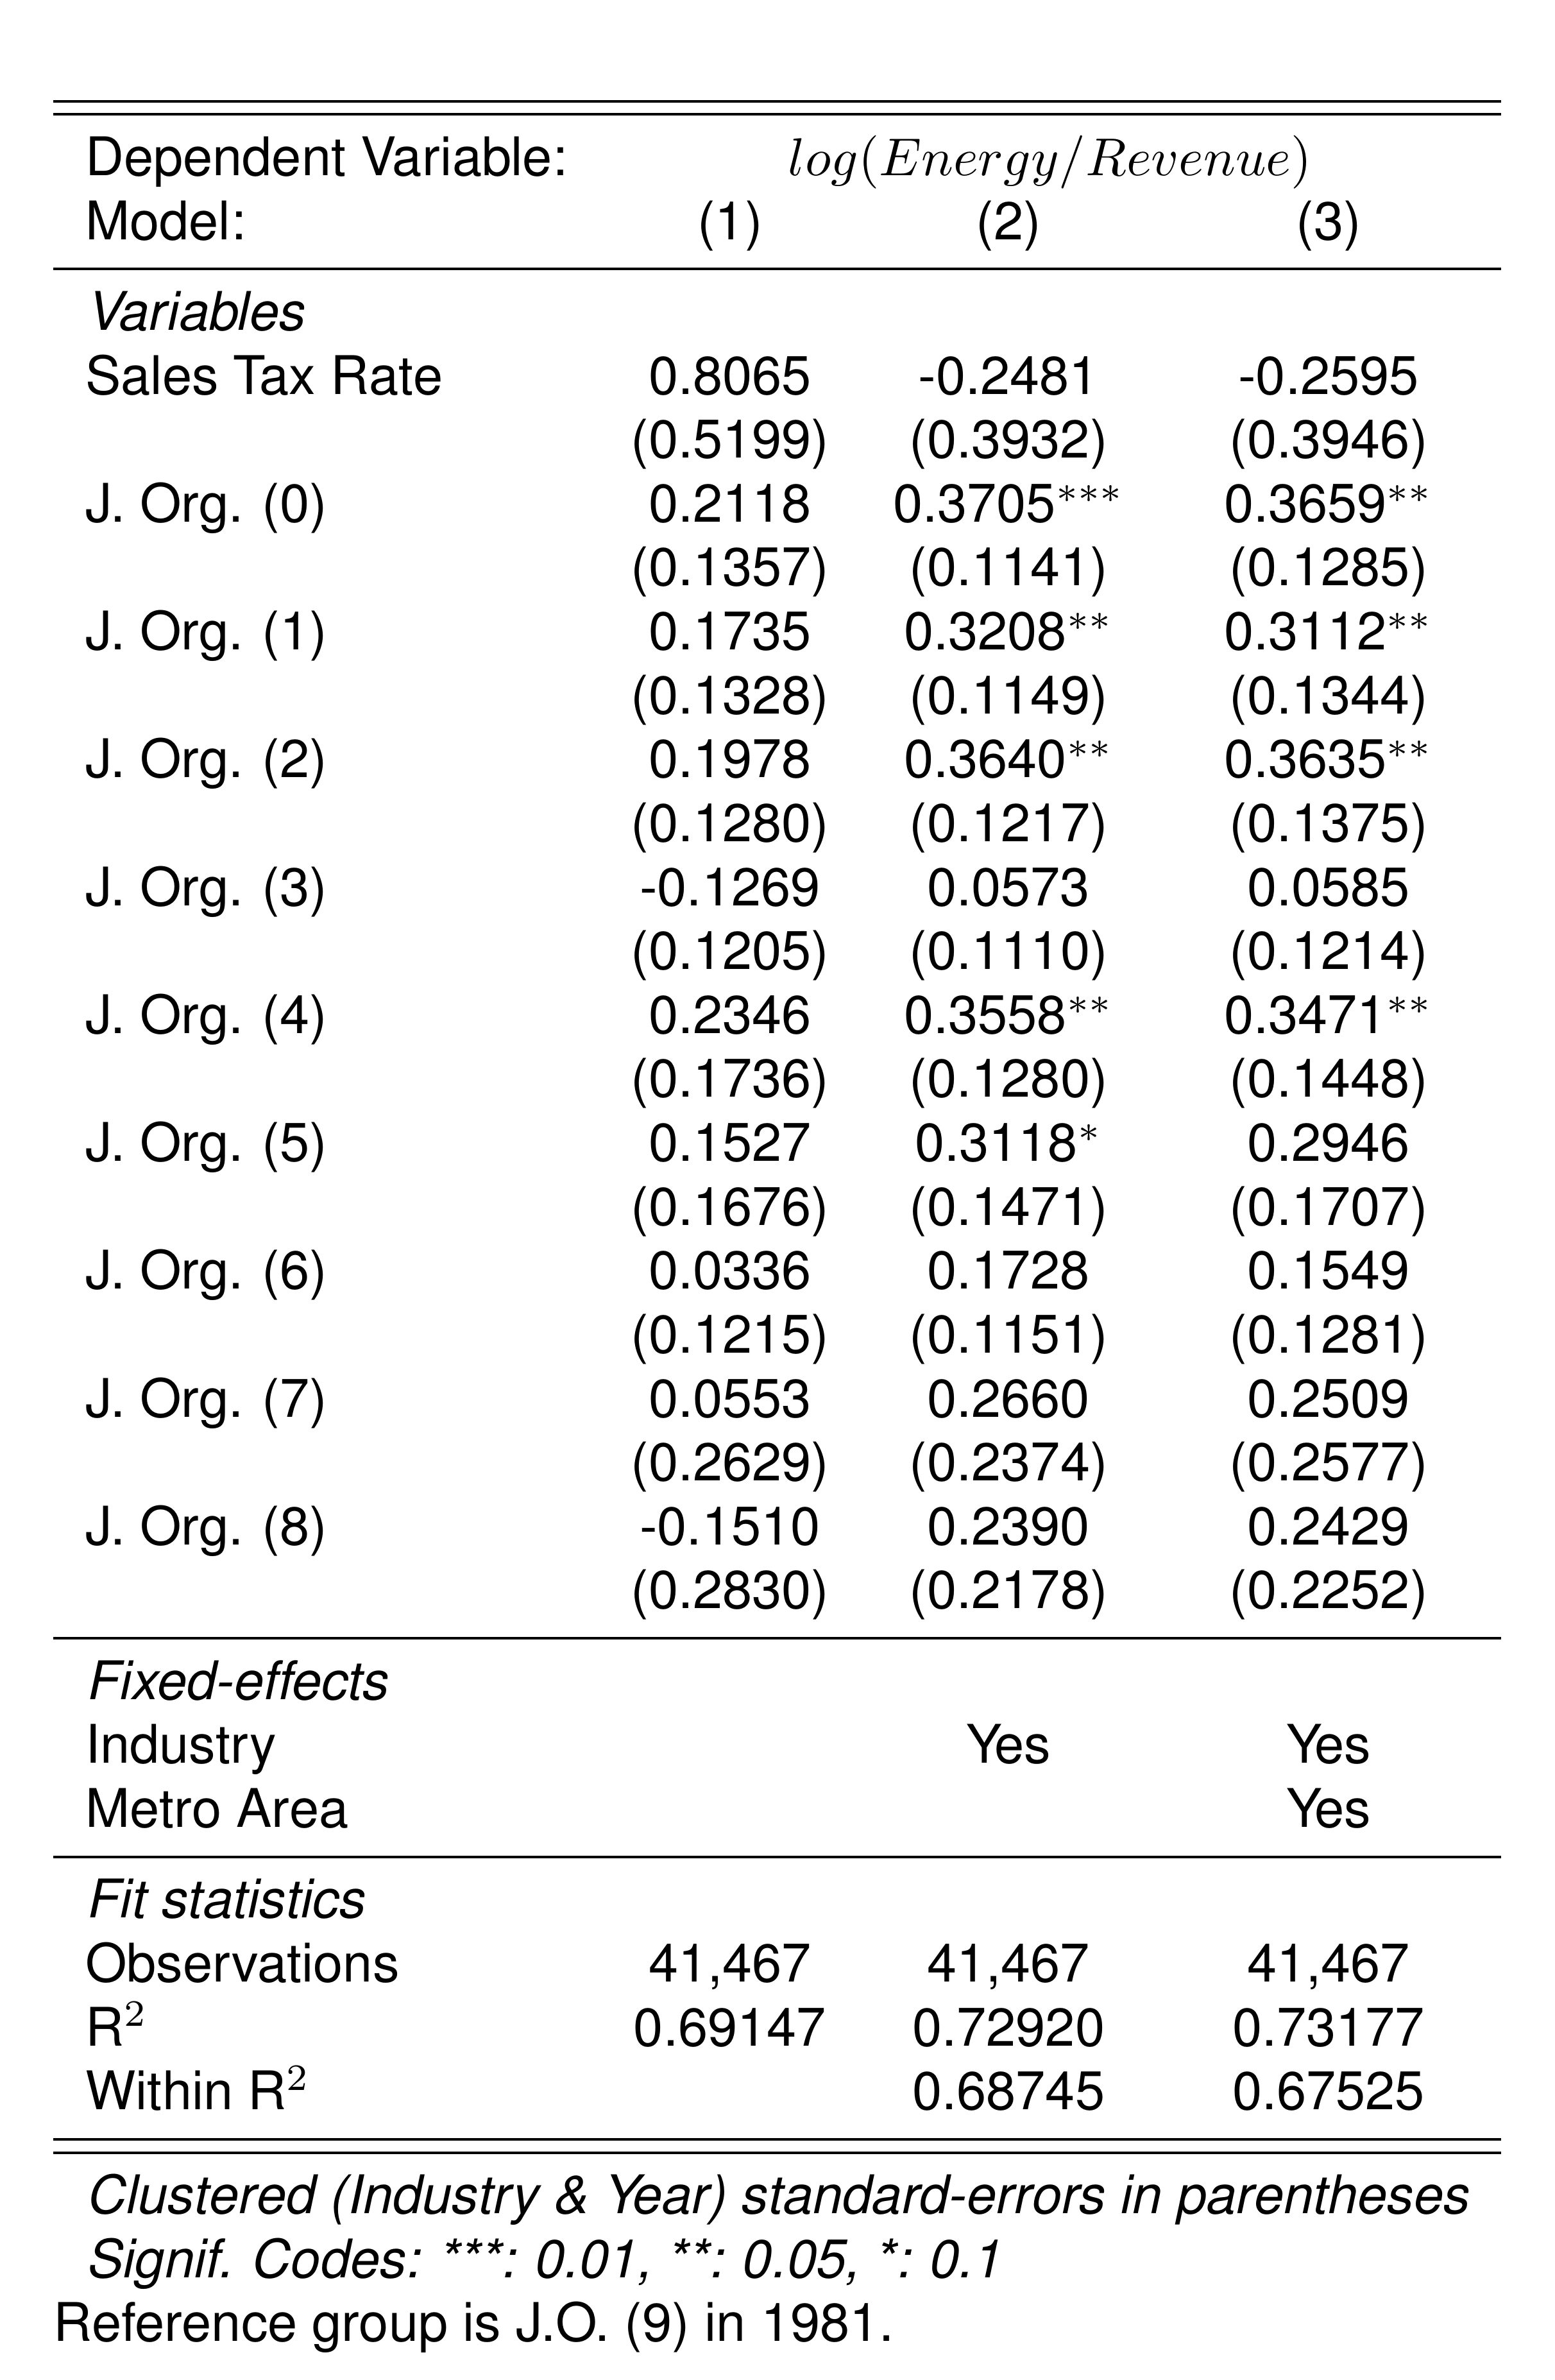 Dependent Variable: log(Energy/Revenue)
Model: (1) (2) (3)
Variables
Sales Tax Rate 0.8065 -0.2481 -0.2595
(0.5199) (0.3932) (0.3946)
J. Org. (0) 0.2118 0.3705*** 0.3659**
(0.1357) (0.1141) (0.1285)
J. Org. (1) 0.1735 0.3208** 0.3112**
(0.1328) (0.1149) (0.1344)
J. Org. (2) 0.1978 0.3640** 0.3635**
(0.1280) (0.1217) (0.1375)
J. Org. (3) -0.1269 0.0573 0.0585
(0.1205) (0.1110) (0.1214)
J. Org. (4) 0.2346 0.3558** 0.3471**
(0.1736) (0.1280) (0.1448)
J. Org. (5) 0.1527 0.3118* 0.2946
(0.1676) (0.1471) (0.1707)
J. Org. (6) 0.0336 0.1728 0.1549
(0.1215) (0.1151) (0.1281)
J. Org. (7) 0.0553 0.2660 0.2509
(0.2629) (0.2374) (0.2577)
J. Org. (8) -0.1510 0.2390 0.2429
(0.2830) (0.2178) (0.2252)
Fixed-effects
Industry Yes Yes
Metro Area Yes
Fit statistics
Observations 41,467 41,467 41,467
R² 0.69147 0.72920 0.73177
Within R² 0.68745 0.67525
Clustered (Industry & Year) standard-errors in parentheses
Signif. Codes: ***: 0.01, **: 0.05, *: 0.1
Reference group is J.O. (9) in 1981.